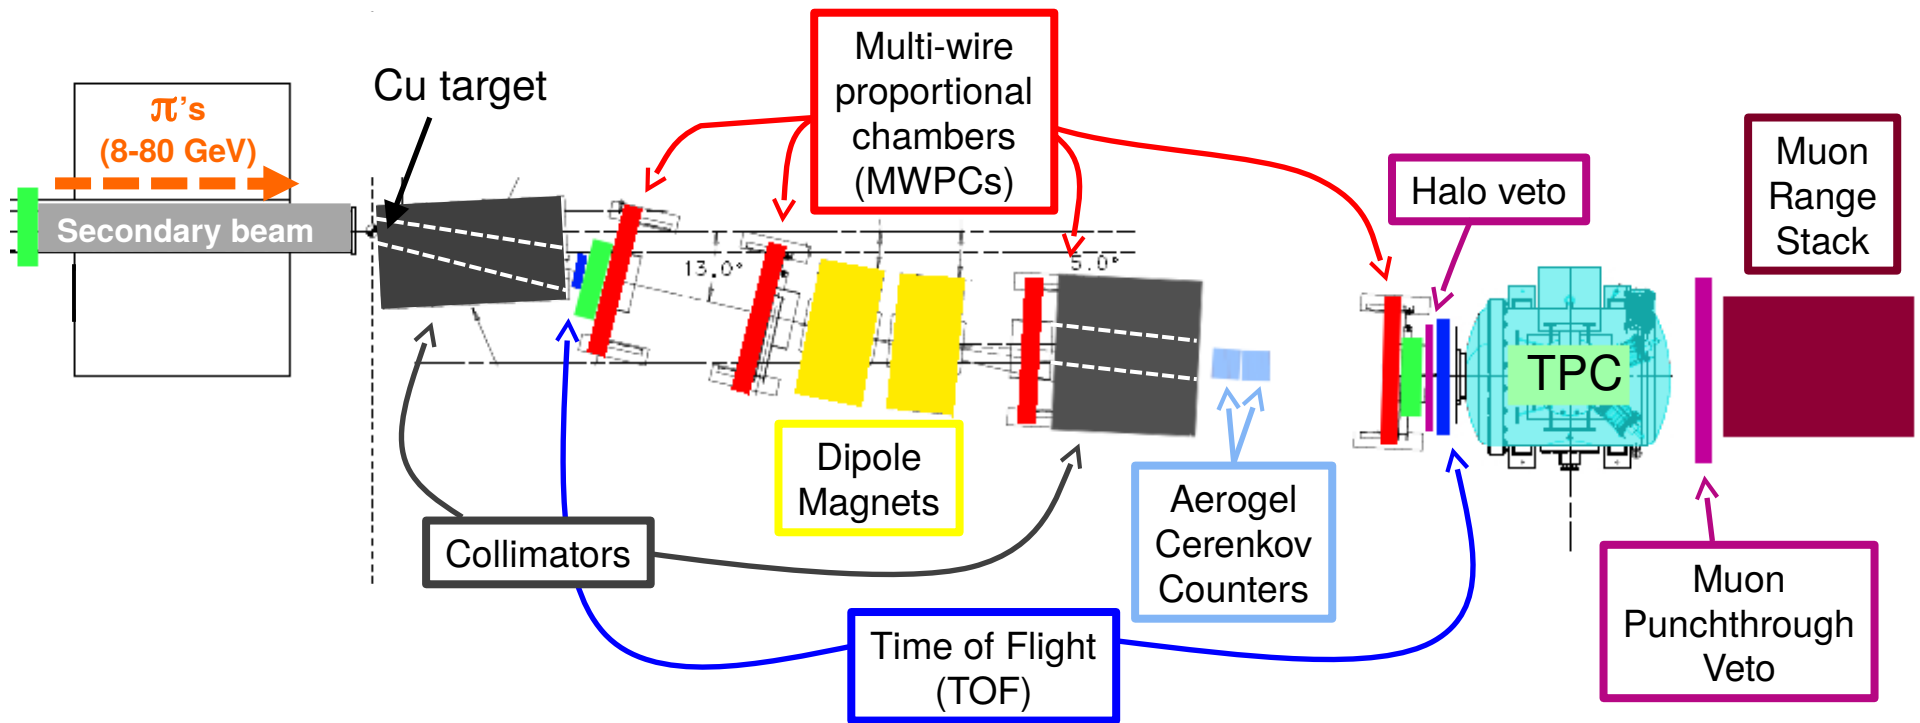 π's
(8-80 GeV)
Secondary beam
Cu target
Multi-wire
proportional
chambers
(MWPCs)
13.0°
5.0°
Halo veto
Muon
Range
Stack
TPC
Dipole
Magnets
Collimators
Aerogel
Cerenkov
Counters
Time of Flight
(TOF)
Muon
Punchthrough
Veto